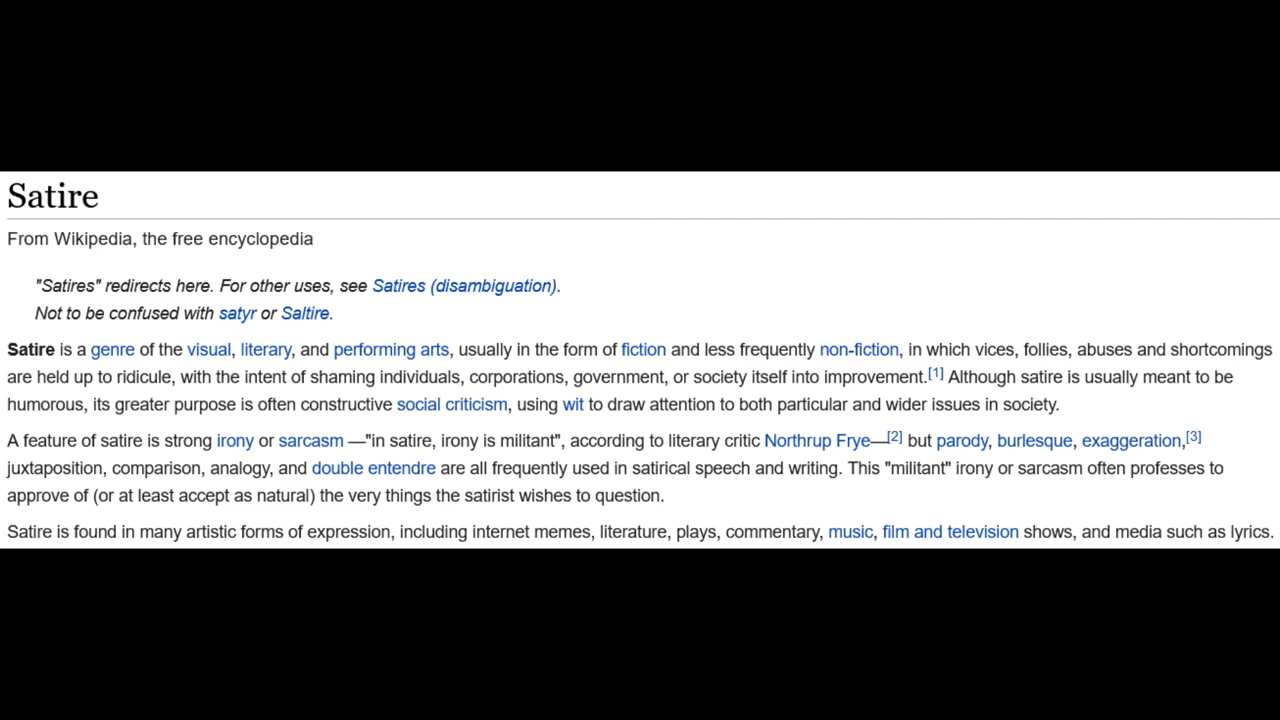 Satire
From Wikipedia, the free encyclopedia
"Satires" redirects here. For other uses, see Satires (disambiguation).
Not to be confused with satyr or Saltire.
Satire is a genre of the visual, literary, and performing arts, usually in the form of fiction and less frequently non-fiction, in which vices, follies, abuses and shortcomings
are held up to ridicule, with the intent of shaming individuals, corporations, government, or society itself into improvement.[1] Although satire is usually meant to be
humorous, its greater purpose is often constructive social criticism, using wit to draw attention to both particular and wider issues in society.
A feature of satire is strong irony or sarcasm —"in satire, irony is militant", according to literary critic Northrup Frye—[2] but parody, burlesque, exaggeration,[3]
juxtaposition, comparison, analogy, and double entendre are all frequently used in satirical speech and writing. This "militant" irony or sarcasm often professes to
approve of (or at least accept as natural) the very things the satirist wishes to question.
Satire is found in many artistic forms of expression, including internet memes, literature, plays, commentary, music, film and television shows, and media such as lyrics.